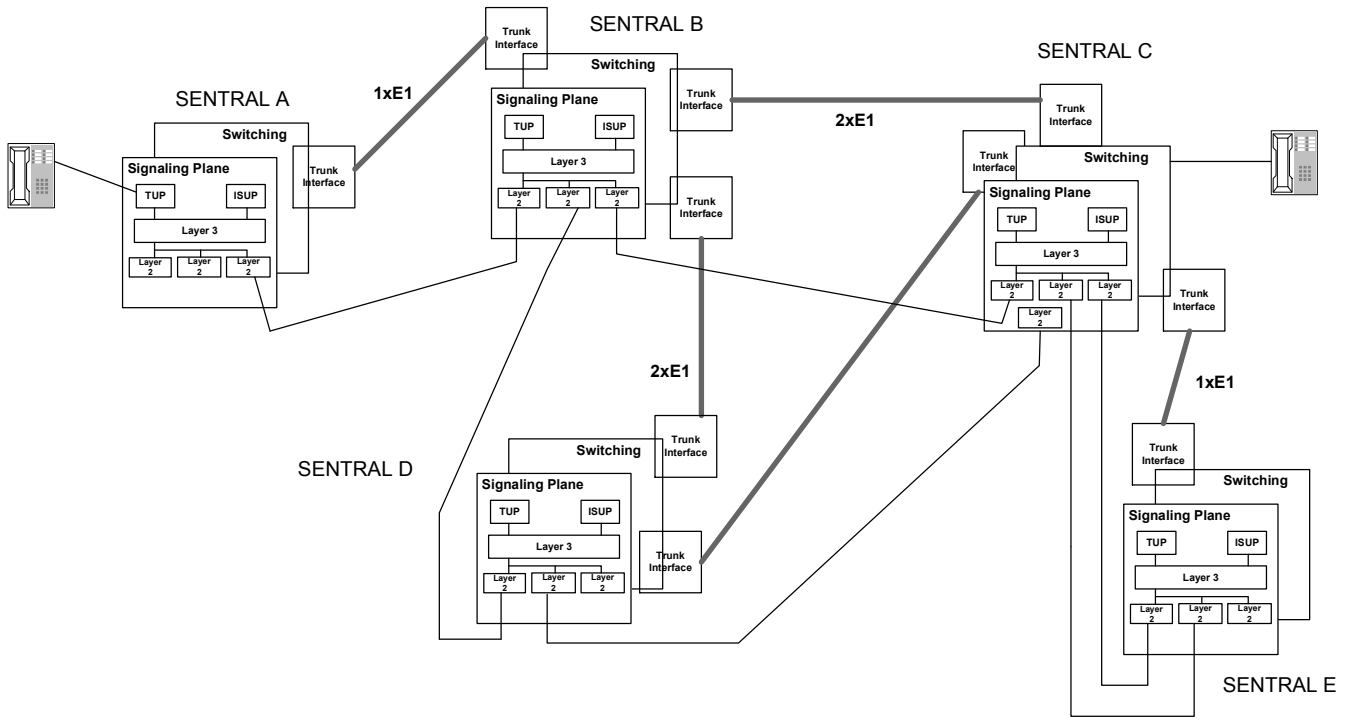 SENTRAL B
Trunk
Interface
Switching
SENTRAL C
1xE1
Trunk
Interface
Signaling Plane
TUP
ISUP
Layer 3
Layer
2
Layer
2
Layer
2
2xE1
Trunk
Interface
SENTRAL A
Switching
Trunk
Interface
Signaling Plane
TUP
ISUP
Layer 3
Layer
2
Layer
2
Layer
2
Trunk
Interface
Trunk
Interface
Switching
Signaling Plane
TUP
ISUP
Layer 3
Layer
2
Layer
2
Layer
2
Layer
2
Trunk
Interface
2xE1
1xE1
SENTRAL D
Switching
Trunk
Interface
Signaling Plane
TUP
ISUP
Layer 3
Layer
2
Layer
2
Layer
2
Trunk
Interface
Trunk
Interface
Switching
Signaling Plane
TUP
ISUP
Layer 3
Layer
2
Layer
2
Layer
2
SENTRAL E